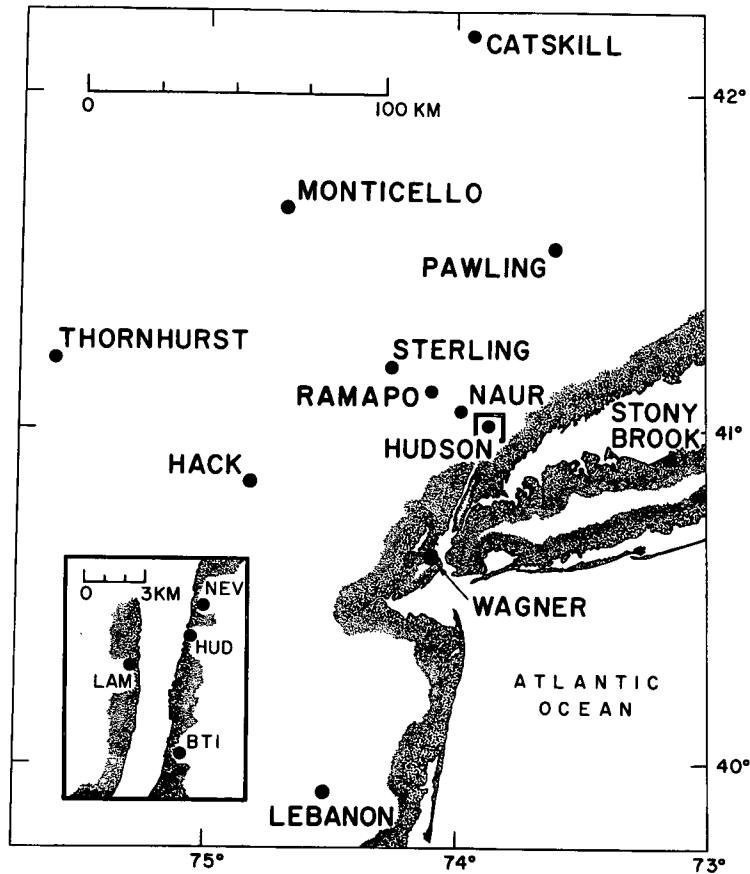 CATSKILL
42°
0 100 KM
MONTICELLO
PAWLING
THORNHURST
STERLING
RAMAPO
NAUR
STONY
BROOK
41°
HUDSON
HACK
0 3KM
NEV
HUD
LAM
BTI
WAGNER
ATLANTIC
OCEAN
40°
LEBANON
75° 74° 73°